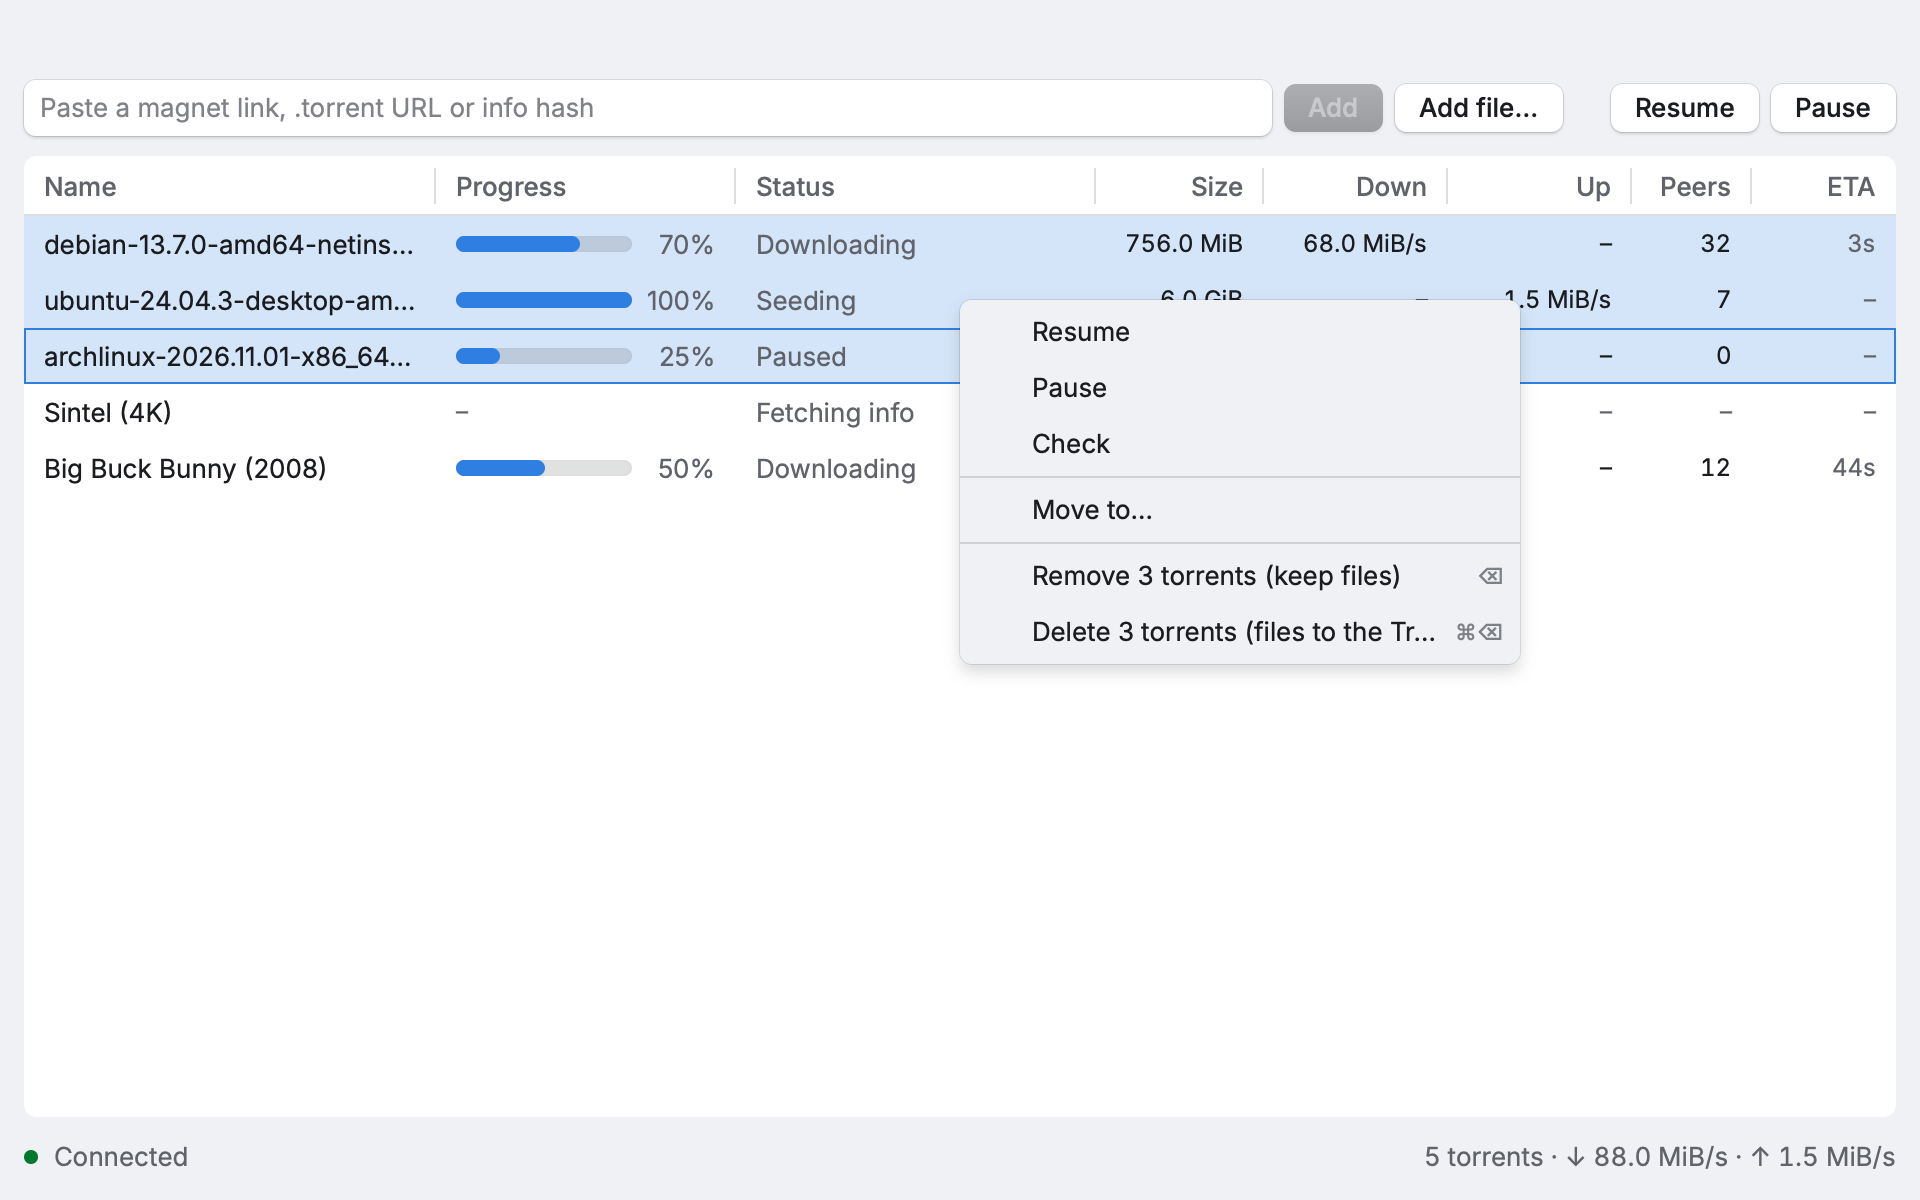 Paste a magnet link, .torrent URL or info hash Add Add file... Resume Pause
Name Progress Status Size Down Up Peers ETA
debian-13.7.0-amd64-netins... 70% Downloading 756.0 MiB 68.0 MiB/s – 32 3s
ubuntu-24.04.3-desktop-am... 100% Seeding 6.0 GiB – 1.5 MiB/s 7 –
archlinux-2026.11.01-x86_64... 25% Paused – 0 –
Sintel (4K) – Fetching info – – –
Big Buck Bunny (2008) 50% Downloading – 12 44s
Resume
Pause
Check
Move to...
Remove 3 torrents (keep files) ⌫
Delete 3 torrents (files to the Tr... ⌘⌫
Connected 5 torrents · ↓ 88.0 MiB/s · ↑ 1.5 MiB/s